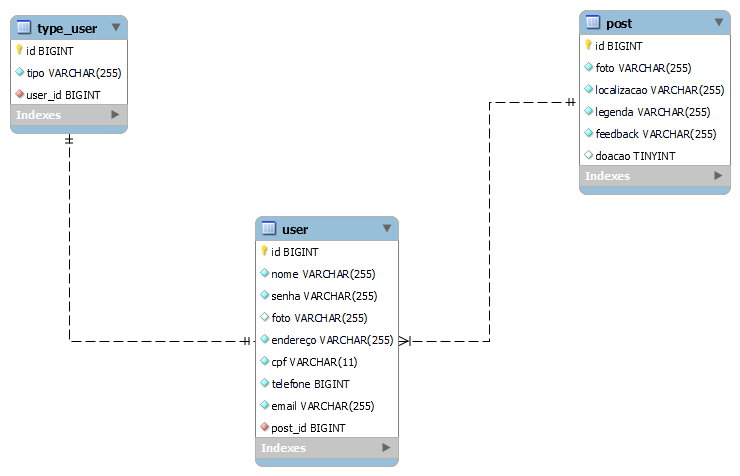 type_user
id BIGINT
tipo VARCHAR(255)
user_id BIGINT
Indexes
post
id BIGINT
foto VARCHAR(255)
localizacao VARCHAR(255)
legenda VARCHAR(255)
feedback VARCHAR(255)
doacao TINYINT
Indexes
user
id BIGINT
nome VARCHAR(255)
senha VARCHAR(255)
foto VARCHAR(255)
endereço VARCHAR(255)
cpf VARCHAR(11)
telefone BIGINT
email VARCHAR(255)
post_id BIGINT
Indexes